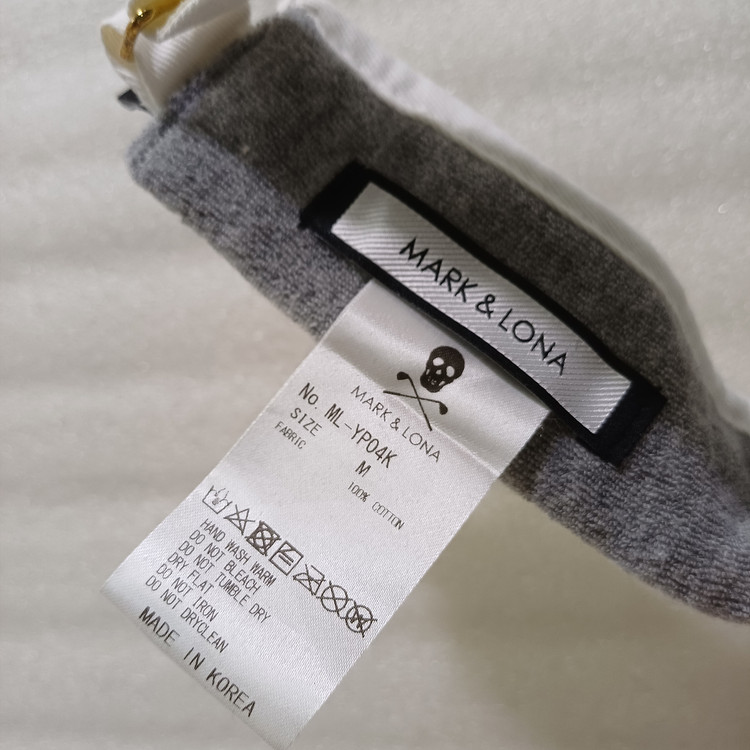 MARK & LONA
MARK & LONA
No. ML-YP04K
SIZE M
FABRIC 100% COTTON
HAND WASH WARM
DO NOT BLEACH
DO NOT TUMBLE DRY
DRY FLAT
DO NOT IRON
DO NOT DRYCLEAN
MADE IN KOREA